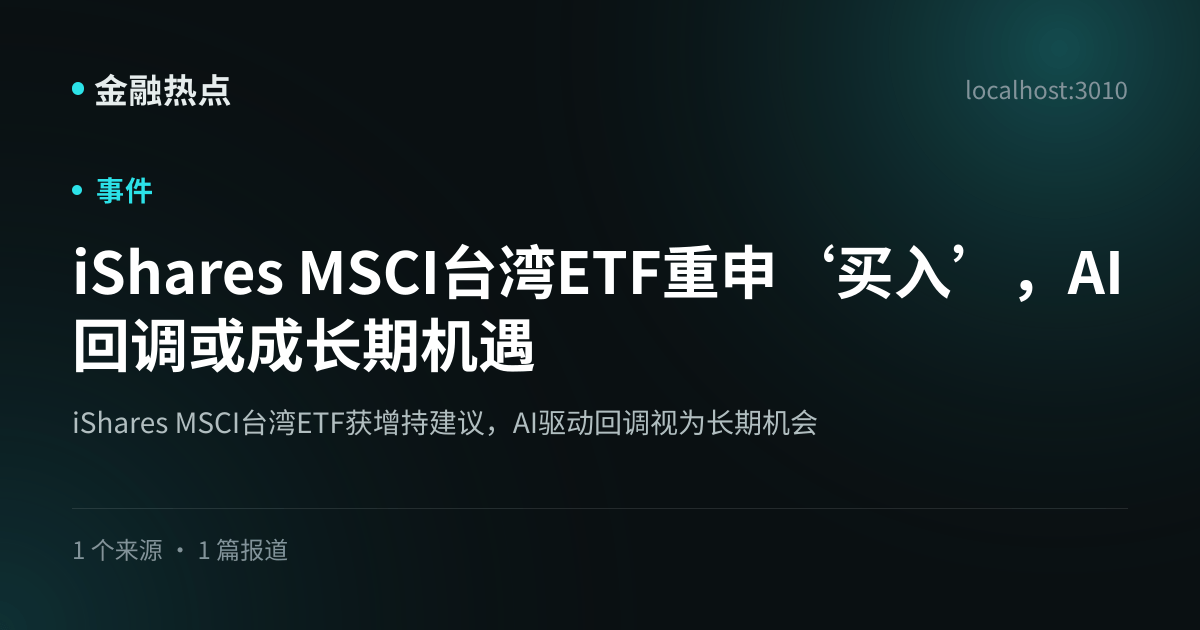 金融热点
localhost:3010
事件
iShares MSCI台湾ETF重申‘买入’，AI
回调或成长期机遇
iShares MSCI台湾ETF获增持建议，AI驱动回调视为长期机会
1 个来源 · 1 篇报道